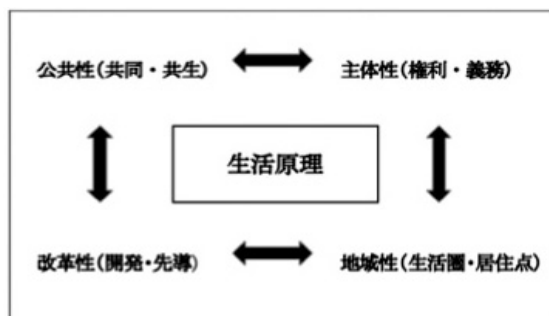 公共性(共同・共生)
主体性(権利・義務)
生活原理
改革性(開発・先導)
地域性(生活圏・居住点)